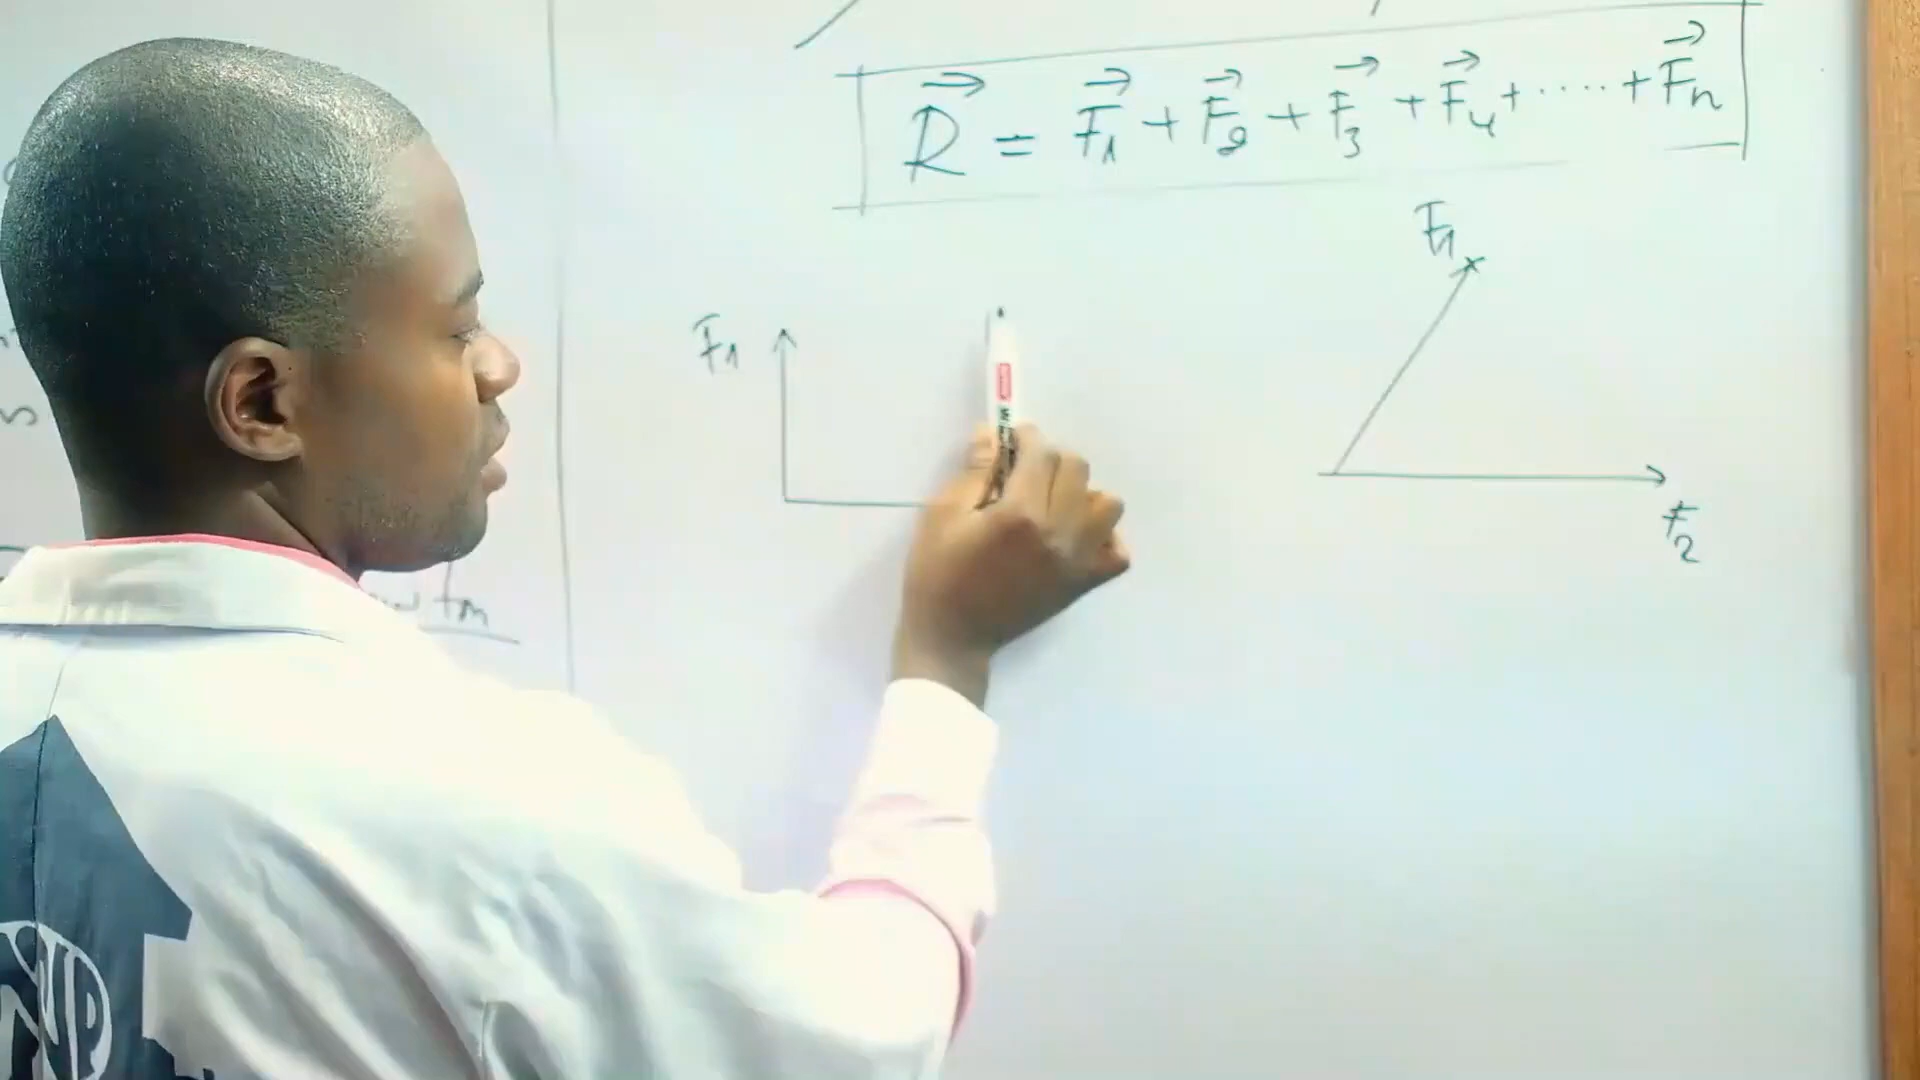 R⃗ = F⃗1 + F⃗2 + F⃗3 + F⃗4 + ..... + F⃗n
F1
F1
F2